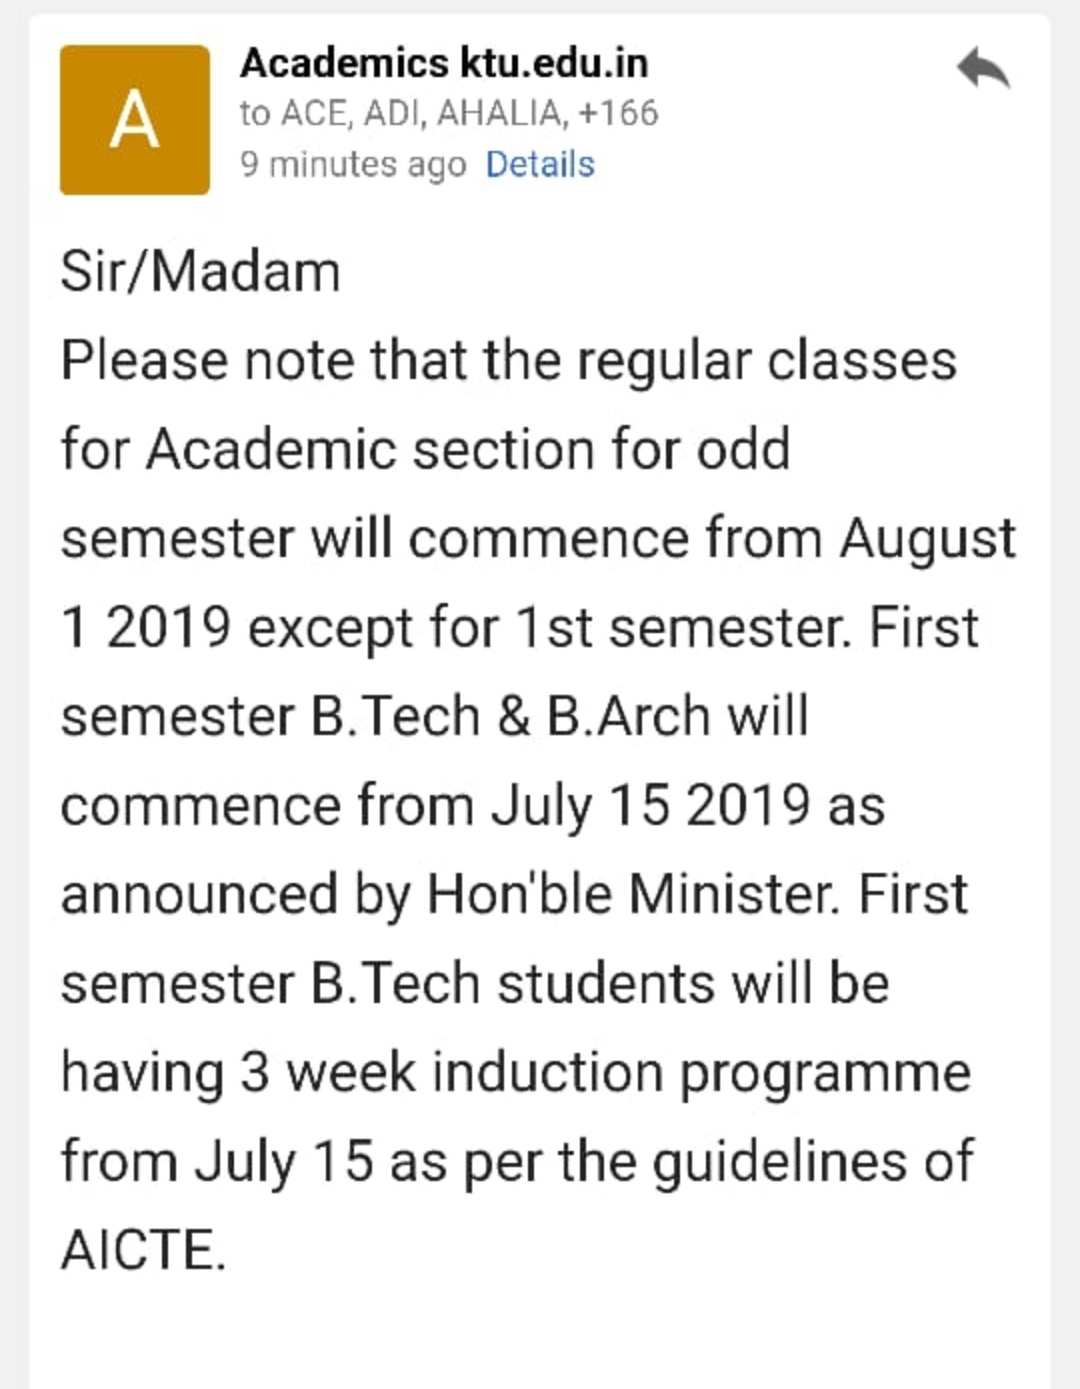 A
Academics ktu.edu.in
to ACE, ADI, AHALIA, +166
9 minutes ago Details
Sir/Madam
Please note that the regular classes
for Academic section for odd
semester will commence from August
1 2019 except for 1st semester. First
semester B.Tech & B.Arch will
commence from July 15 2019 as
announced by Hon'ble Minister. First
semester B.Tech students will be
having 3 week induction programme
from July 15 as per the guidelines of
AICTE.